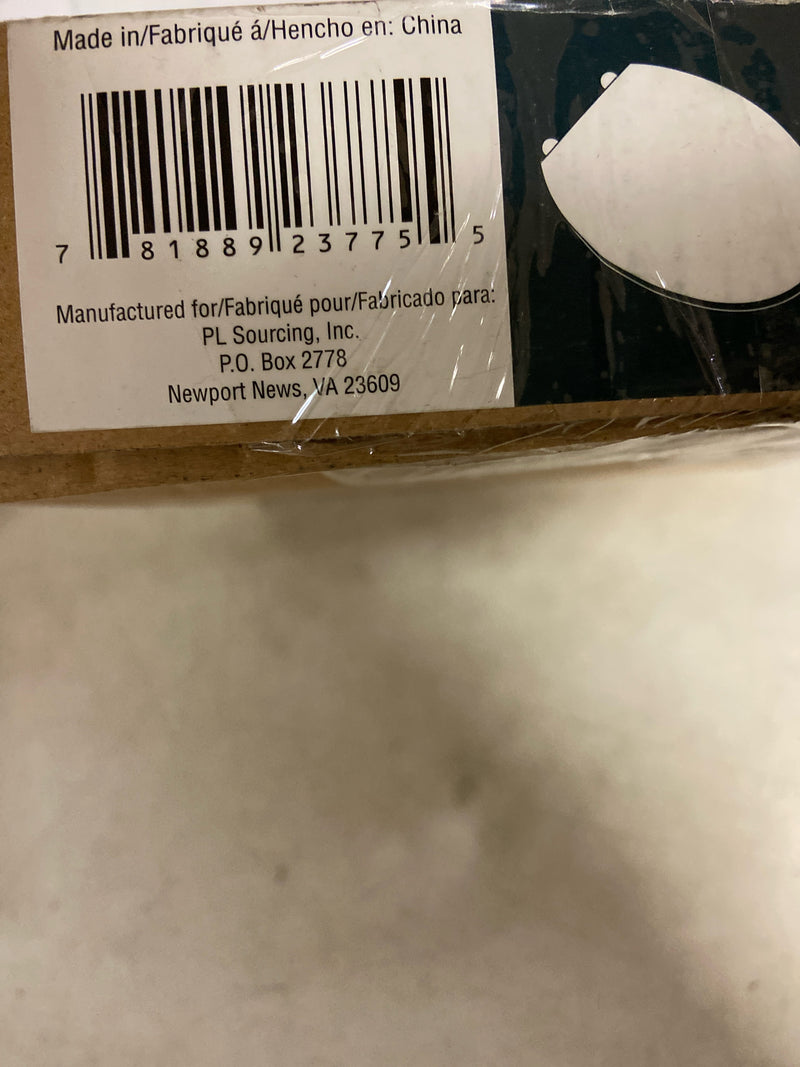 Made in/Fabriqué á/Hencho en: China
7 81889 23775 5
Manufactured for/Fabriqué pour/Fabricado para:
PL Sourcing, Inc.
P.O. Box 2778
Newport News, VA 23609